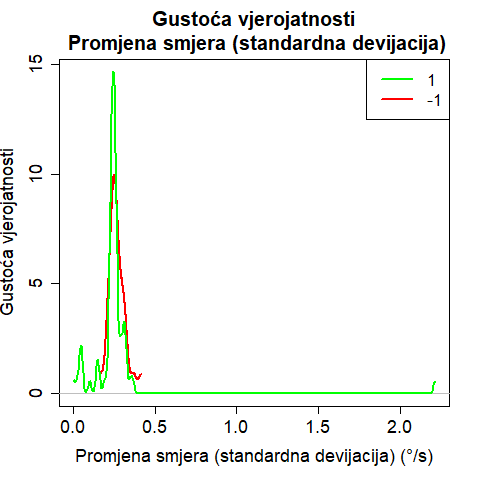 Gustoća vjerojatnosti
Promjena smjera (standardna devijacija)
1
-1
Gustoća vjerojatnosti
15
10
5
0
0.0 0.5 1.0 1.5 2.0
Promjena smjera (standardna devijacija) (°/s)